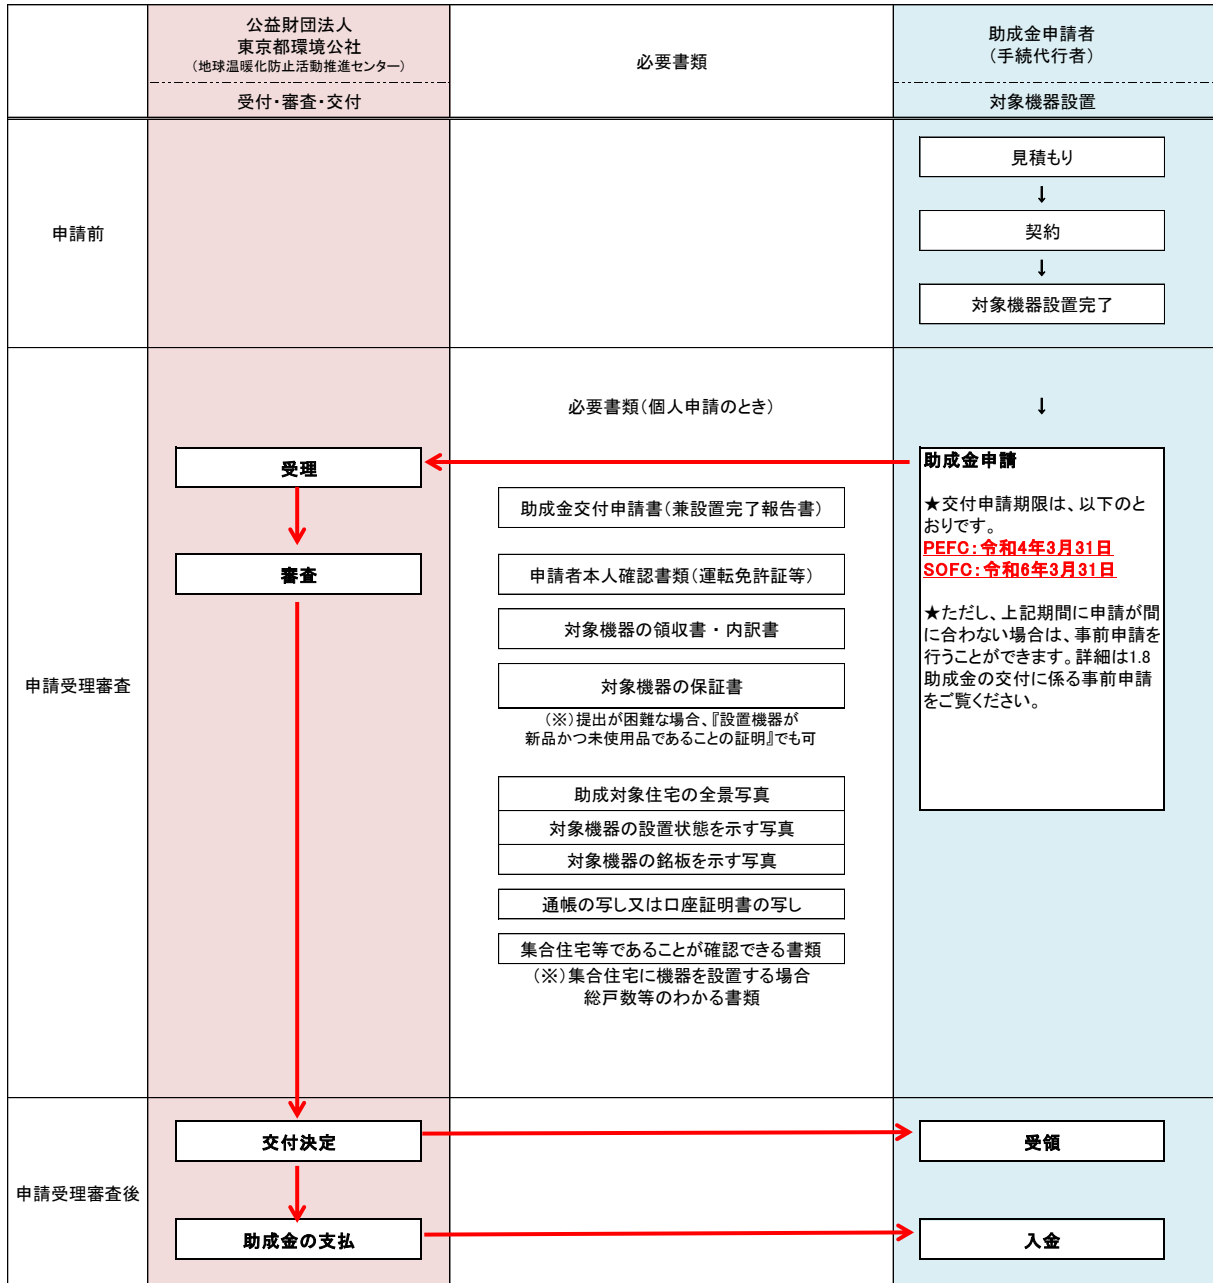 公益財団法人
東京都環境公社
(地球温暖化防止活動推進センター)
受付・審査・交付
必要書類
助成金申請者
(手続代行者)
対象機器設置
申請前
見積もり
↓
契約
↓
対象機器設置完了
申請受理審査
必要書類(個人申請のとき)
↓
受理
審査
助成金交付申請書(兼設置完了報告書)
申請者本人確認書類(運転免許証等)
対象機器の領収書・内訳書
対象機器の保証書
(※)提出が困難な場合、『設置機器が
新品かつ未使用品であることの証明』でも可
助成対象住宅の全景写真
対象機器の設置状態を示す写真
対象機器の銘板を示す写真
通帳の写し又は口座証明書の写し
集合住宅等であることが確認できる書類
(※)集合住宅に機器を設置する場合
総戸数等のわかる書類
助成金申請
★交付申請期限は、以下のと
おりです。
PEFC:令和4年3月31日
SOFC:令和6年3月31日
★ただし、上記期間に申請が間
に合わない場合は、事前申請を
行うことができます。詳細は1.8
助成金の交付に係る事前申請
をご覧ください。
申請受理審査後
交付決定
受領
助成金の支払
入金